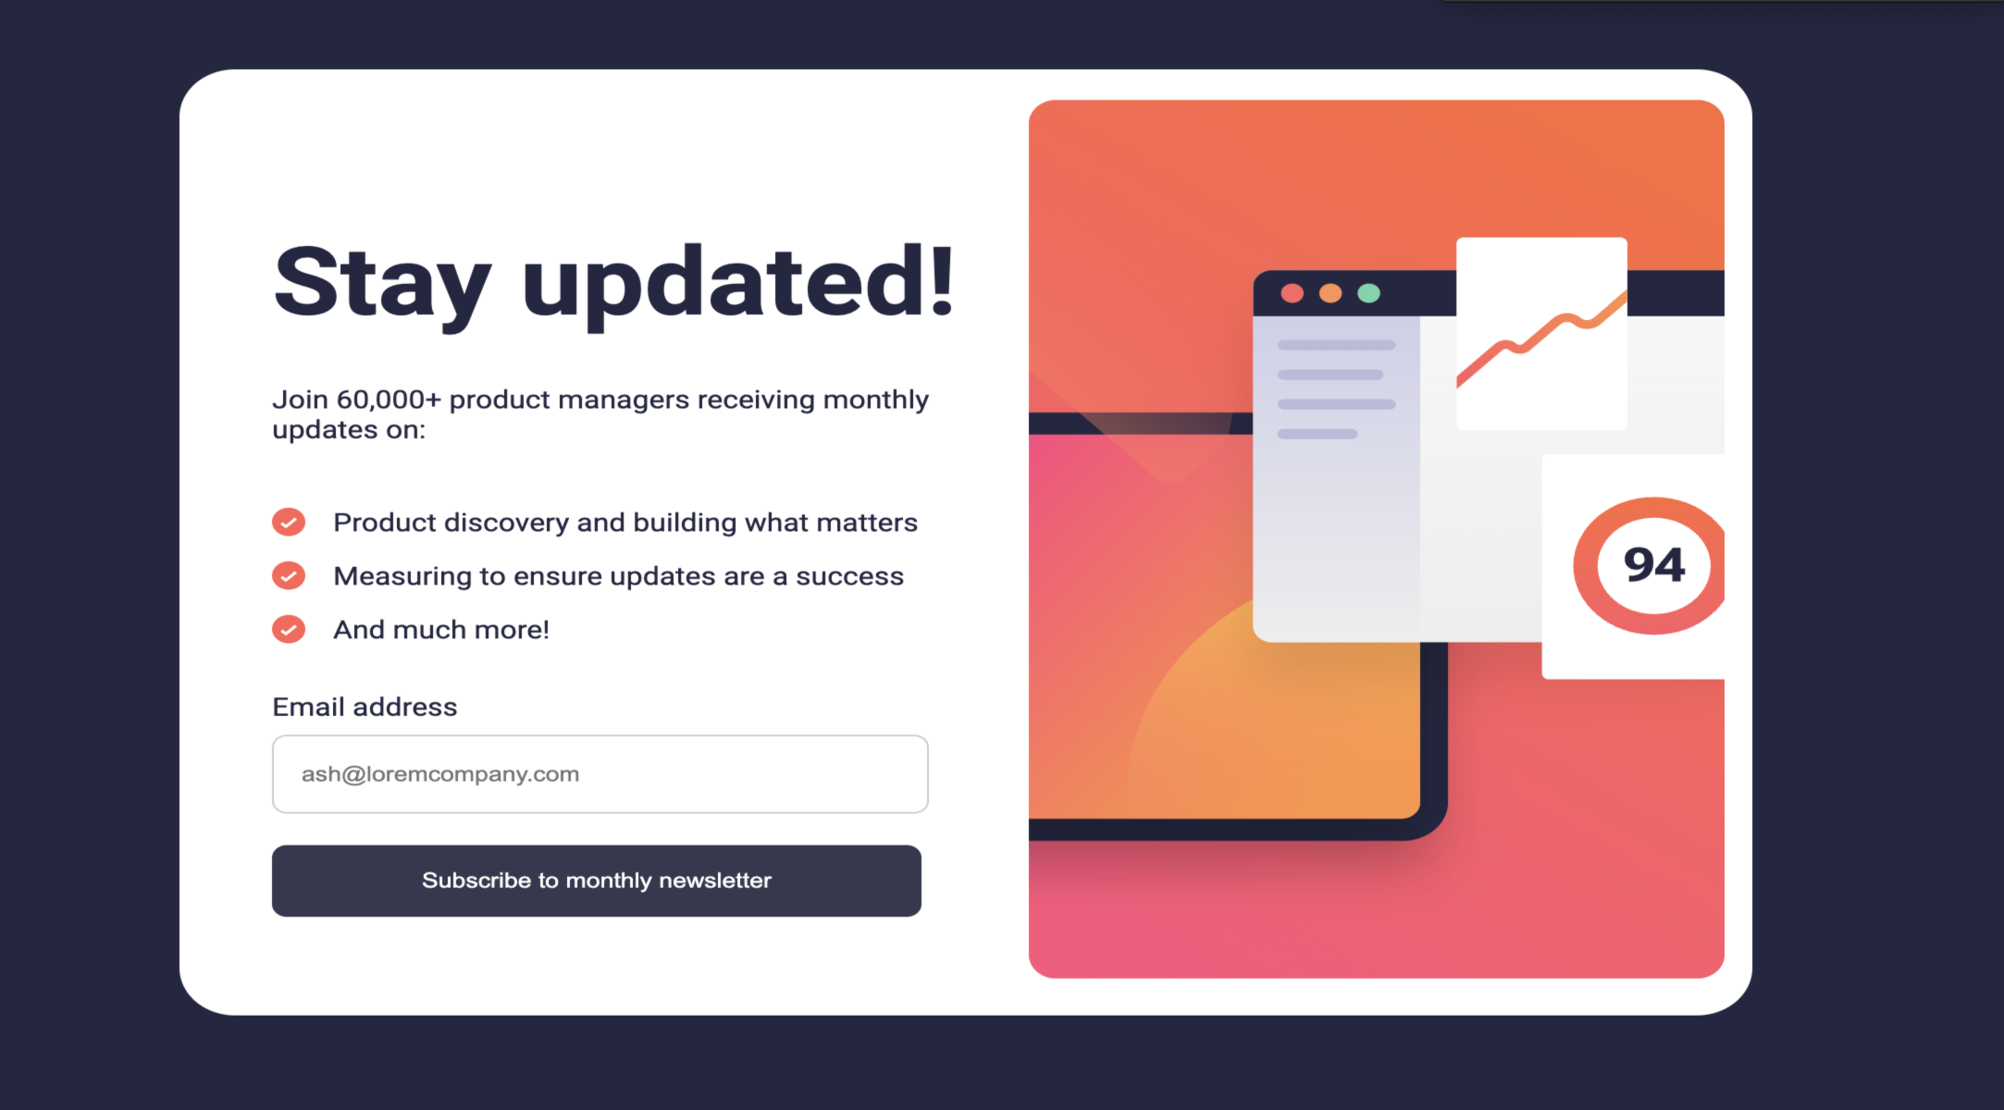 Stay updated!
Join 60,000+ product managers receiving monthly
updates on:
Product discovery and building what matters
Measuring to ensure updates are a success
And much more!
Email address
ash@loremcompany.com
Subscribe to monthly newsletter
94